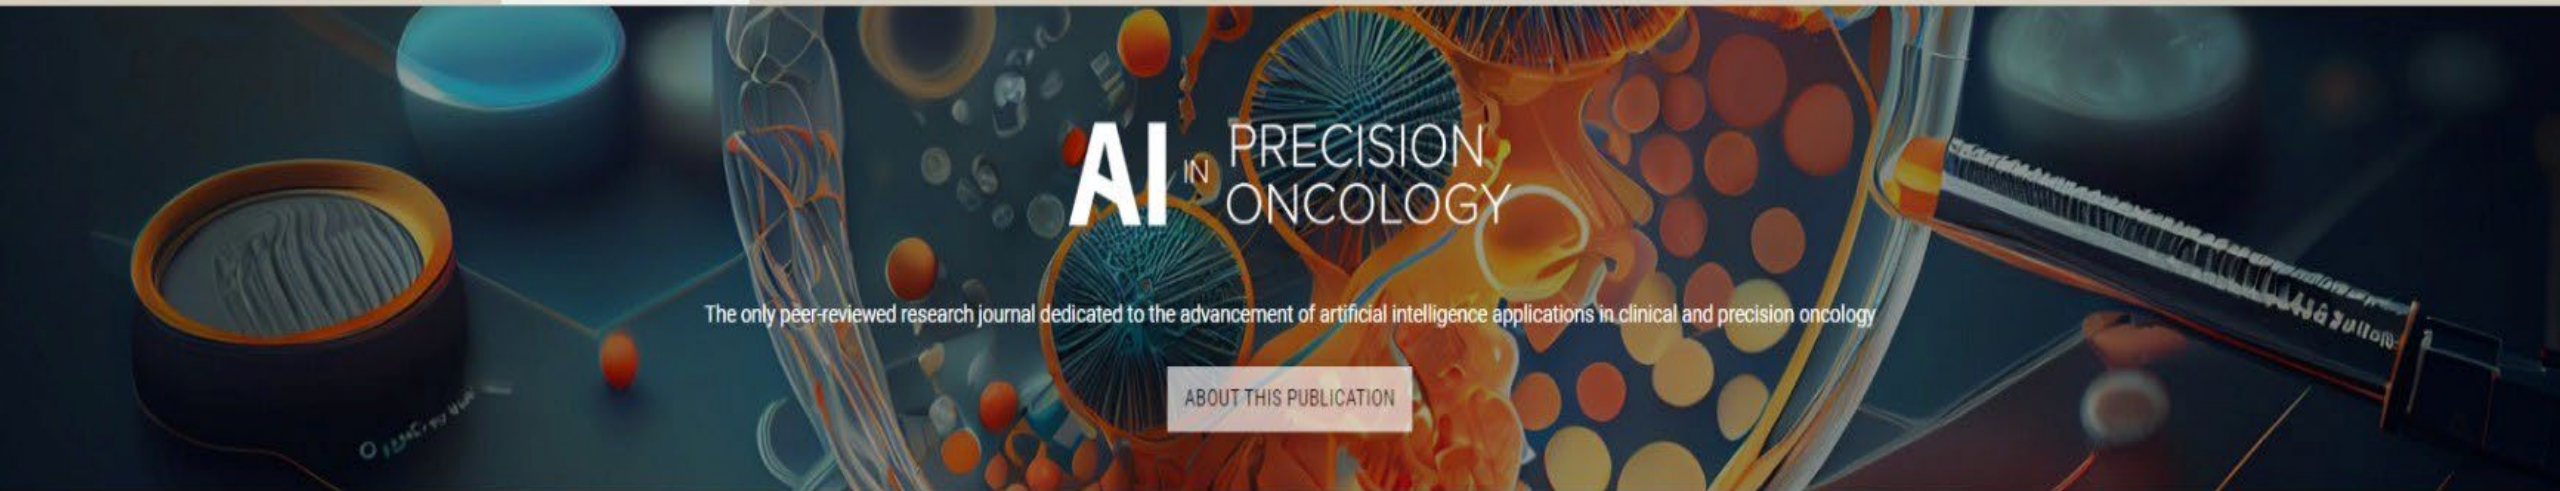 AI IN PRECISION ONCOLOGY
The only peer-reviewed research journal dedicated to the advancement of artificial intelligence applications in clinical and precision oncology
ABOUT THIS PUBLICATION